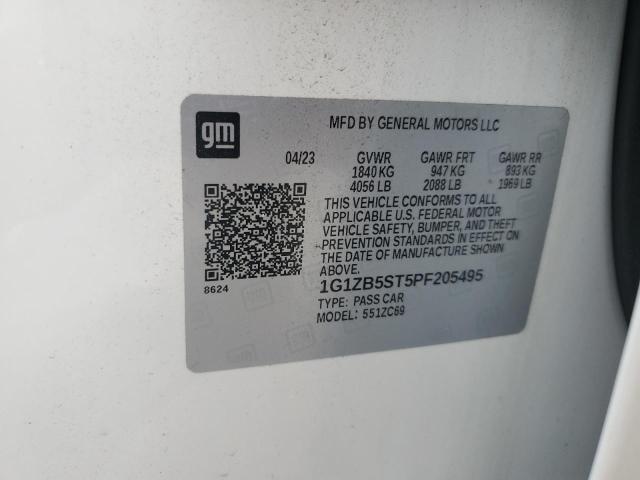 gm
MFD BY GENERAL MOTORS LLC
04/23 GVWR GAWR FRT GAWR RR
1840 KG 947 KG 893 KG
4056 LB 2088 LB 1969 LB
THIS VEHICLE CONFORMS TO ALL
APPLICABLE U.S. FEDERAL MOTOR
VEHICLE SAFETY, BUMPER, AND THEFT
PREVENTION STANDARDS IN EFFECT ON
THE DATE OF MANUFACTURE SHOWN
ABOVE.
8624
1G1ZB5ST5PF205495
TYPE: PASS CAR
MODEL: 551ZC69